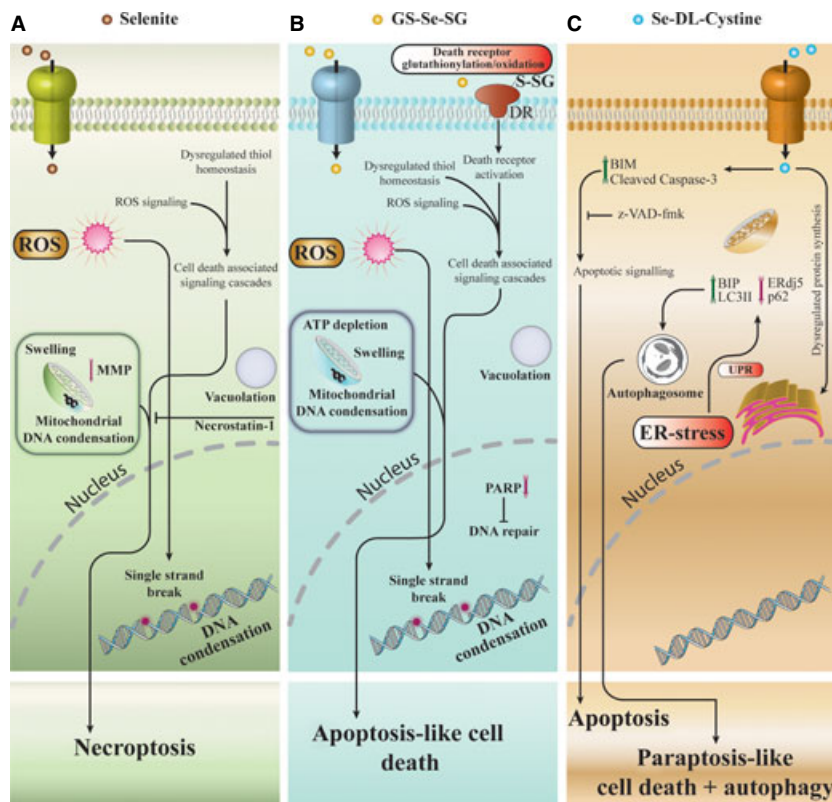 A
Selenite
Dysregulated thiol
homeostasis
ROS signaling
ROS
Cell death associated
signaling cascades
Swelling
MMP
Mitochondrial
DNA condensation
Vacuolation
Necrostatin-1
Nucleus
Single strand
break
DNA
condensation
Necroptosis
B
GS-Se-SG
Death receptor
glutathionylation/oxidation
S-SG
DR
Dysregulated thiol
homeostasis
Death receptor
activation
ROS signaling
ROS
Cell death associated
signaling cascades
ATP depletion
Swelling
Mitochondrial
DNA condensation
Vacuolation
Nucleus
PARP
DNA repair
Single strand
break
DNA
condensation
Apoptosis-like cell
death
C
Se-DL-Cystine
BIM
Cleaved Caspase-3
z-VAD-fmk
Apoptotic signalling
BIP
LC3II
ERdj5
p62
Dysregulated protein synthesis
Autophagosome
UPR
ER-stress
Nucleus
Apoptosis
Paraptosis-like
cell death + autophagy